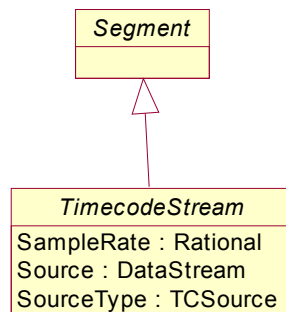 Segment
TimecodeStream
SampleRate : Rational
Source : DataStream
SourceType : TCSource